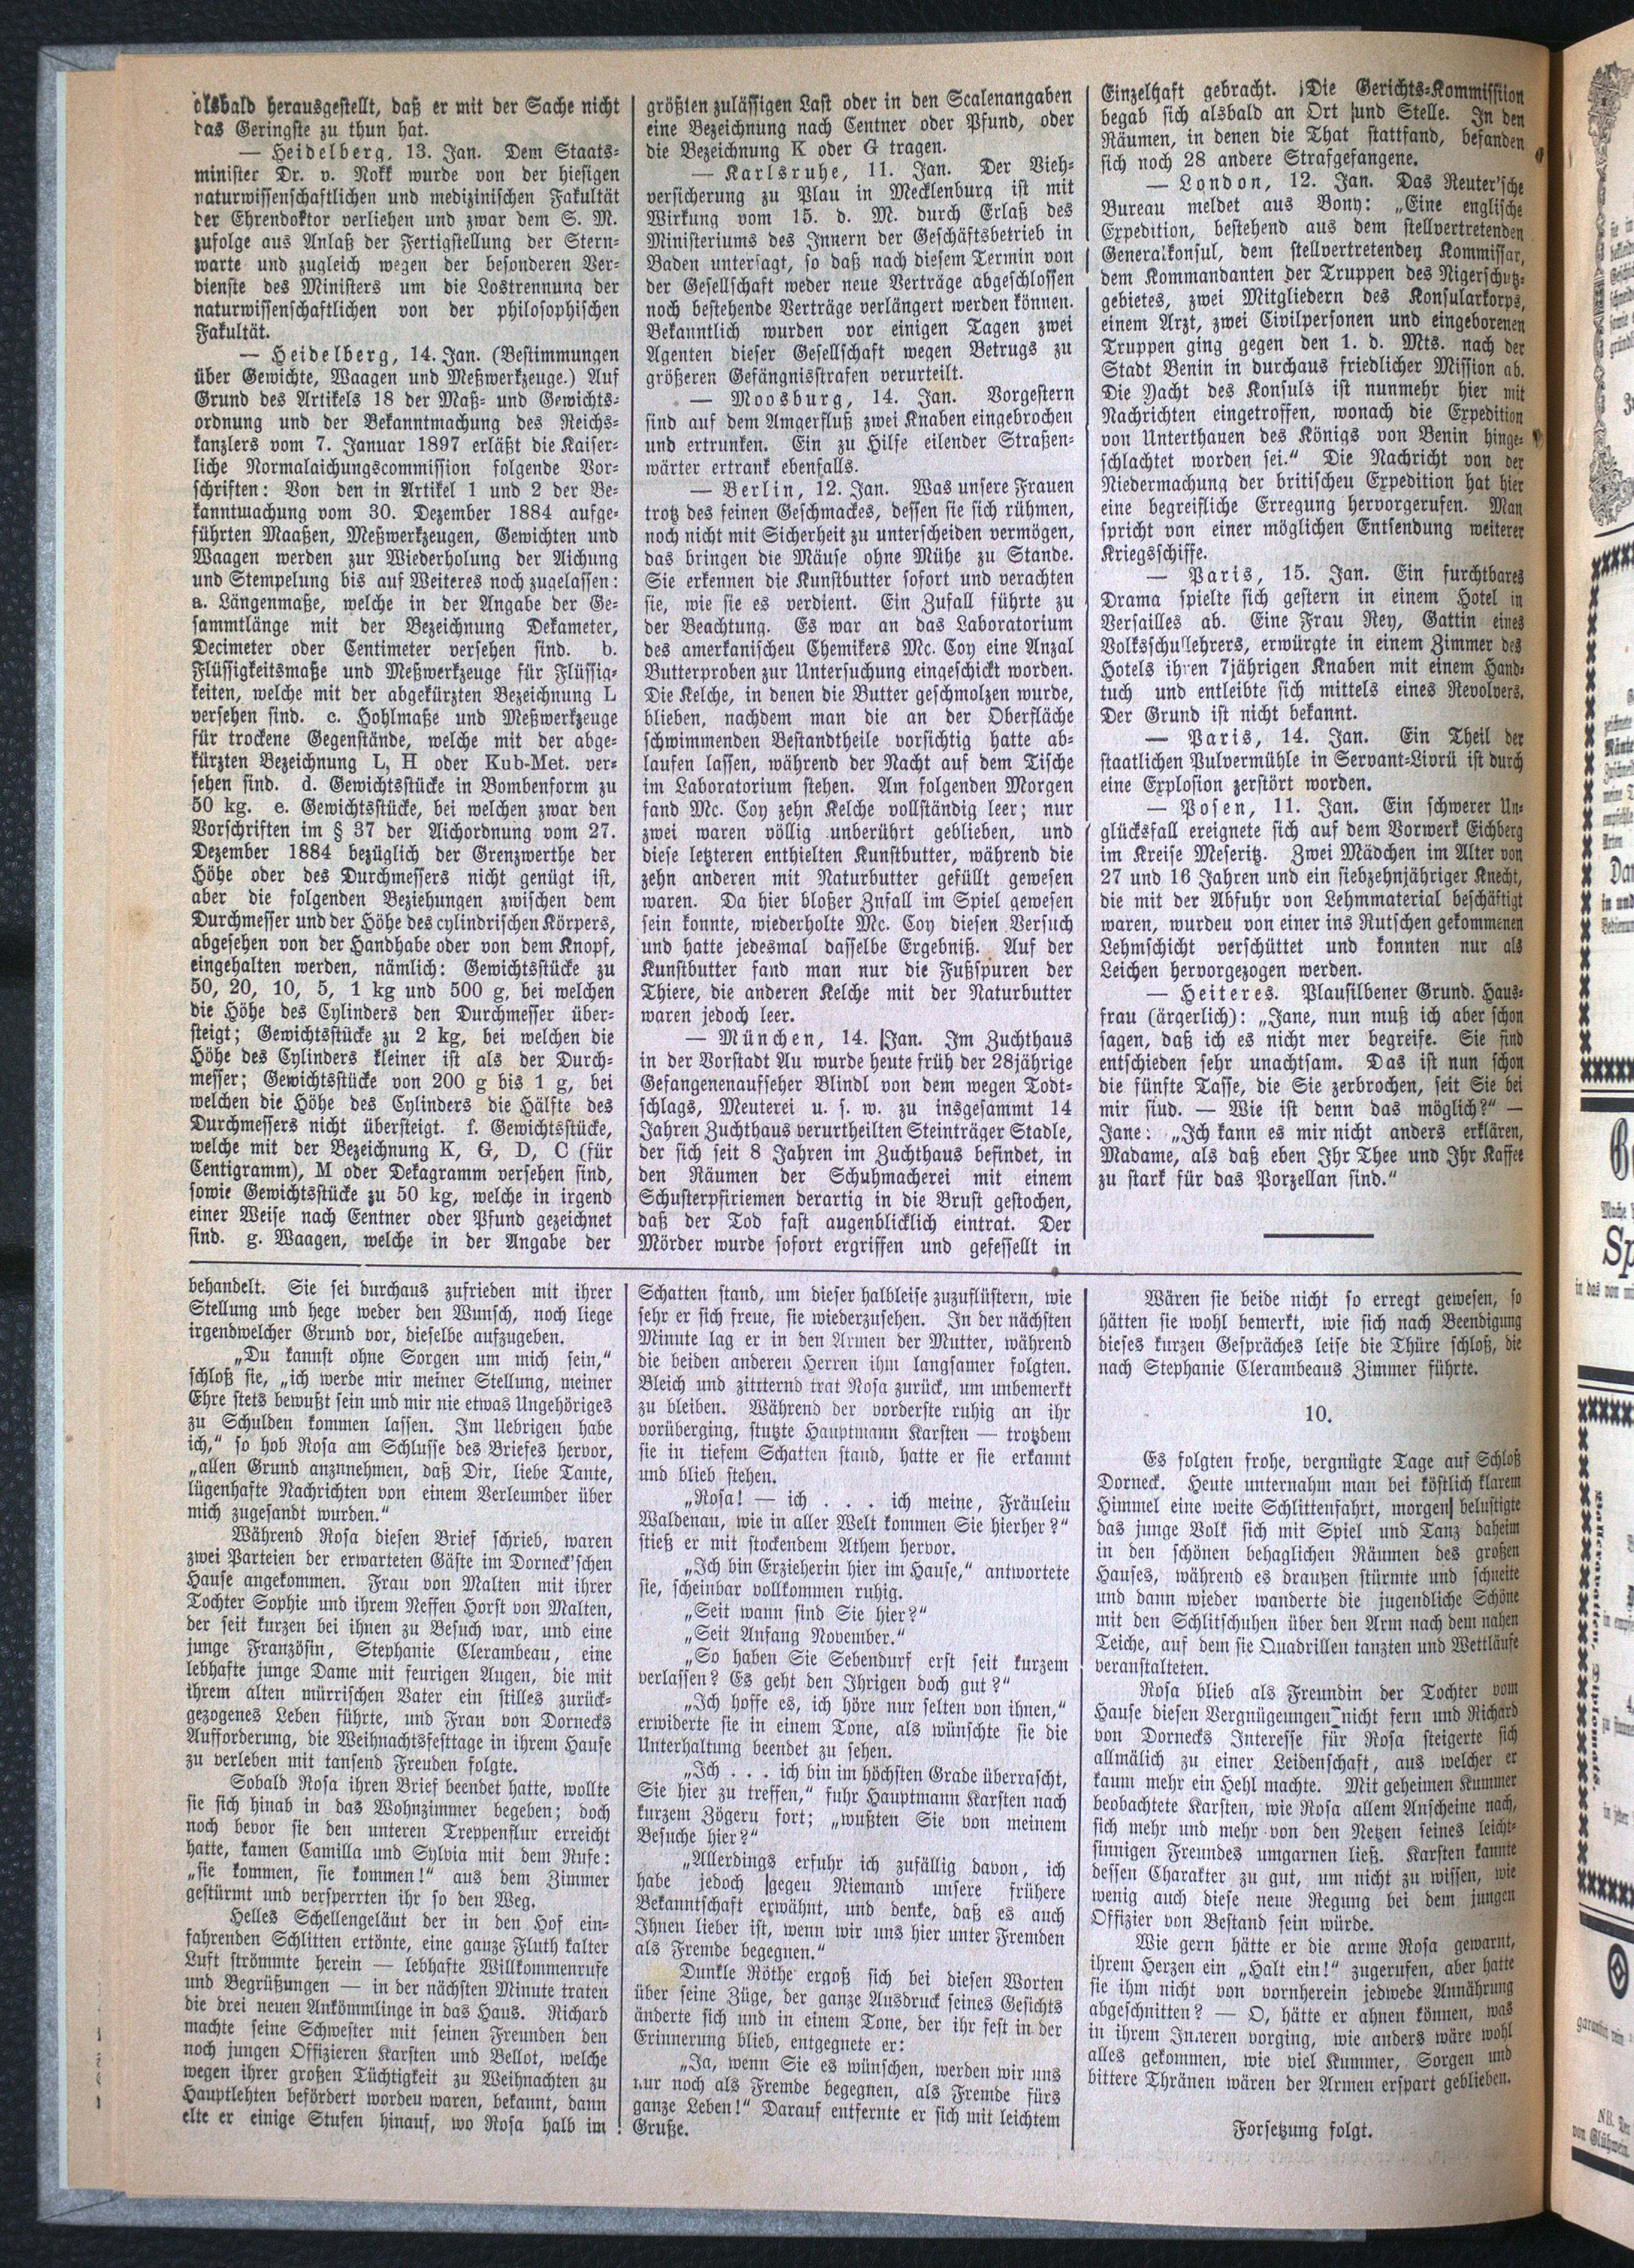 alsbald herausgestellt, daß er mit der Sache nicht
das Geringste zu thun hat.
— Heidelberg, 13. Jan. Dem Staats-
minister Dr. v. Nokk wurde von der hiesigen
naturwissenschaftlichen und medizinischen Fakultät
der Ehrendoktor verliehen und zwar dem S. M.
zufolge aus Anlaß der Fertigstellung der Stern-
warte und zugleich wegen der besonderen Ver-
dienste des Ministers um die Lostrennung der
naturwissenschaftlichen von der philosophischen
Fakultät.
— Heidelberg, 14. Jan. (Bestimmungen
über Gewichte, Waagen und Meßwerkzeuge.) Auf
Grund des Artikels 18 der Maß- und Gewichts-
ordnung und der Bekanntmachung des Reichs-
kanzlers vom 7. Januar 1897 erläßt die Kaiser-
liche Normalaichungscommission folgende Vor-
schriften: Von den in Artikel 1 und 2 der Be-
kanntmachung vom 30. Dezember 1884 aufge-
führten Maaßen, Meßwerkzeugen, Gewichten und
Waagen werden zur Wiederholung der Aichung
und Stempelung bis auf Weiteres noch zugelassen:
a. Längenmaße, welche in der Angabe der Ge-
sammtlänge mit der Bezeichnung Dekameter,
Decimeter oder Centimeter versehen sind. b.
Flüssigkeitsmaße und Meßwerkzeuge für Flüssig-
keiten, welche mit der abgekürzten Bezeichnung L
versehen sind. c. Hohlmaße und Meßwerkzeuge
für trockene Gegenstände, welche mit der abge-
kürzten Bezeichnung L, H oder Kub-Met. ver-
sehen sind. d. Gewichtsstücke in Bombenform zu
50 kg. e. Gewichtsstücke, bei welchen zwar den
Vorschriften im § 37 der Aichordnung vom 27.
Dezember 1884 bezüglich der Grenzwerthe der
Höhe oder des Durchmessers nicht genügt ist,
aber die folgenden Beziehungen zwischen dem
Durchmesser und der Höhe des cylindrischen Körpers,
abgesehen von der Handhabe oder von dem Knopf,
eingehalten werden, nämlich: Gewichtsstücke zu
50, 20, 10, 5, 1 kg und 500 g, bei welchen
die Höhe des Cylinders den Durchmesser über-
steigt; Gewichtsstücke zu 2 kg, bei welchen die
Höhe des Cylinders kleiner ist als der Durch-
messer; Gewichtsstücke von 200 g bis 1 g, bei
welchen die Höhe des Cylinders die Hälfte des
Durchmessers nicht übersteigt. f. Gewichtsstücke,
welche mit der Bezeichnung K, G, D, C (für
Centigramm), M oder Dekagramm versehen sind,
sowie Gewichtsstücke zu 50 kg, welche in irgend
einer Weise nach Centner oder Pfund gezeichnet
sind. g. Waagen, welche in der Angabe der
größten zulässigen Last oder in den Scalenangaben
eine Bezeichnung nach Centner oder Pfund, oder
die Bezeichnung K oder G tragen.
— Karlsruhe, 11. Jan. Der Vieh-
versicherung zu Plau in Mecklenburg ist mit
Wirkung vom 15. d. M. durch Erlaß des
Ministeriums des Innern der Geschäftsbetrieb in
Baden untersagt, so daß nach diesem Termin von
der Gesellschaft weder neue Verträge abgeschlossen
noch bestehende Verträge verlängert werden können.
Bekanntlich wurden vor einigen Tagen zwei
Agenten dieser Gesellschaft wegen Betrugs zu
größeren Gefängnisstrafen verurteilt.
— Moosburg, 14. Jan. Vorgestern
sind auf dem Amgerfluß zwei Knaben eingebrochen
und ertrunken. Ein zu Hilfe eilender Straßen-
wärter ertrank ebenfalls.
— Berlin, 12. Jan. Was unsere Frauen
trotz des feinen Geschmackes, dessen sie sich rühmen,
noch nicht mit Sicherheit zu unterscheiden vermögen,
das bringen die Mäuse ohne Mühe zu Stande.
Sie erkennen die Kunstbutter sofort und verachten
sie, wie sie es verdient. Ein Zufall führte zu
der Beachtung. Es war an das Laboratorium
des amerkanischeu Chemikers Mc. Coy eine Anzal
Butterproben zur Untersuchung eingeschickt worden.
Die Kelche, in denen die Butter geschmolzen wurde,
blieben, nachdem man die an der Oberfläche
schwimmenden Bestandtheile vorsichtig hatte ab-
laufen lassen, während der Nacht auf dem Tische
im Laboratorium stehen. Am folgenden Morgen
fand Mc. Coy zehn Kelche vollständig leer; nur
zwei waren völlig unberührt geblieben, und
diese letzteren enthielten Kunstbutter, während die
zehn anderen mit Naturbutter gefüllt gewesen
waren. Da hier bloßer Znfall im Spiel gewesen
sein konnte, wiederholte Mc. Coy diesen Versuch
und hatte jedesmal dasselbe Ergebniß. Auf der
Kunstbutter fand man nur die Fußspuren der
Thiere, die anderen Kelche mit der Naturbutter
waren jedoch leer.
— München, 14. Jan. Im Zuchthaus
in der Vorstadt Au wurde heute früh der 28jährige
Gefangenenaufseher Blindl von dem wegen Todt-
schlags, Meuterei u. s. w. zu insgesammt 14
Jahren Zuchthaus verurtheilten Steinträger Stadle,
der sich seit 8 Jahren im Zuchthaus befindet, in
den Räumen der Schuhmacherei mit einem
Schusterpfiriemen derartig in die Brust gestochen,
daß der Tod fast augenblicklich eintrat. Der
Mörder wurde sofort ergriffen und gefessellt in
Einzelhaft gebracht. Die Gerichts-Kommission
begab sich alsbald an Ort und Stelle. In den
Räumen, in denen die That stattfand, befanden
sich noch 28 andere Strafgefangene.
— London, 12. Jan. Das Reuter'sche
Bureau meldet aus Bony: „Eine englische
Expedition, bestehend aus dem stellvertretenden
Generalkonsul, dem stellvertretenden Kommissar,
dem Kommandanten der Truppen des Nigerschutz-
gebietes, zwei Mitgliedern des Konsularkorps,
einem Arzt, zwei Civilpersonen und eingeborenen
Truppen ging gegen den 1. d. Mts. nach der
Stadt Benin in durchaus friedlicher Mission ab.
Die Yacht des Konsuls ist nunmehr hier mit
Nachrichten eingetroffen, wonach die Expedition
von Unterthanen des Königs von Benin hinge-
schlachtet worden sei.“ Die Nachricht von der
Niedermachung der britischeu Expedition hat hier
eine begreifliche Erregung hervorgerufen. Man
spricht von einer möglichen Entsendung weiterer
Kriegsschiffe.
— Paris, 15. Jan. Ein furchtbares
Drama spielte sich gestern in einem Hotel in
Versailles ab. Eine Frau Rey, Gattin eines
Volksschullehrers, erwürgte in einem Zimmer des
Hotels ihren 7jährigen Knaben mit einem Hand-
tuch und entleibte sich mittels eines Revolvers.
Der Grund ist nicht bekannt.
— Paris, 14. Jan. Ein Theil der
staatlichen Pulvermühle in Servant-Livrü ist durch
eine Explosion zerstört worden.
— Posen, 11. Jan. Ein schwerer Un-
glücksfall ereignete sich auf dem Vorwerk Eichberg
im Kreise Meseritz. Zwei Mädchen im Alter von
27 und 16 Jahren und ein siebzehnjähriger Knecht,
die mit der Abfuhr von Lehmmaterial beschäftigt
waren, wurdeu von einer ins Rutschen gekommenen
Lehmschicht verschüttet und konnten nur als
Leichen hervorgezogen werden.
— Heiteres. Plausilbener Grund. Haus-
frau (ärgerlich): „Jane, nun muß ich aber schon
sagen, daß ich es nicht mer begreife. Sie sind
entschieden sehr unachtsam. Das ist nun schon
die fünfte Tasse, die Sie zerbrochen, seit Sie bei
mir siud. — Wie ist denn das möglich?“ —
Jane: „Ich kann es mir nicht anders erklären,
Madame, als daß eben Ihr Thee und Ihr Kaffee
zu stark für das Porzellan sind.“
behandelt. Sie sei durchaus zufrieden mit ihrer
Stellung und hege weder den Wunsch, noch liege
irgendwelcher Grund vor, dieselbe aufzugeben.
„Du kannst ohne Sorgen um mich sein,“
schloß sie, „ich werde mir meiner Stellung, meiner
Ehre stets bewußt sein und mir nie etwas Ungehöriges
zu Schulden kommen lassen. Im Uebrigen habe
ich,“ so hob Rosa am Schlusse des Briefes hervor,
„allen Grund anznnehmen, daß Dir, liebe Tante,
lügenhafte Nachrichten von einem Verleumder über
mich zugesandt wurden.“
Während Rosa diesen Brief schrieb, waren
zwei Parteien der erwarteten Gäste im Dorneck'schen
Hause angekommen. Frau von Malten mit ihrer
Tochter Sophie und ihrem Neffen Horst von Malten,
der seit kurzen bei ihnen zu Besuch war, und eine
junge Französin, Stephanie Clerambeau, eine
lebhafte junge Dame mit feurigen Augen, die mit
ihrem alten mürrischen Vater ein stilles zurück-
gezogenes Leben führte, und Frau von Dornecks
Aufforderung, die Weihnachtsfesttage in ihrem Hause
zu verleben mit tansend Freuden folgte.
Sobald Rosa ihren Brief beendet hatte, wollte
sie sich hinab in das Wohnzimmer begeben; doch
noch bevor sie den unteren Treppenflur erreicht
hatte, kamen Camilla und Sylvia mit dem Rufe:
„sie kommen, sie kommen!“ aus dem Zimmer
gestürmt und versperrten ihr so den Weg.
Helles Schellengeläut der in den Hof ein-
fahrenden Schlitten ertönte, eine ganze Fluth kalter
Luft strömmte herein — lebhafte Willkommenrufe
und Begrüßungen — in der nächsten Minute traten
die drei neuen Ankömmlinge in das Haus. Richard
machte seine Schwester mit seinen Freunden den
noch jungen Offizieren Karsten und Bellot, welche
wegen ihrer großen Tüchtigkeit zu Weihnachten zu
Hauptlehten befördert wordeu waren, bekannt, dann
elte er einige Stufen hinauf, wo Rosa halb im
Schatten stand, um dieser halbleise zuzuflüstern, wie
sehr er sich freue, sie wiederzusehen. In der nächsten
Minute lag er in den Armen der Mutter, während
die beiden anderen Herren ihm langsamer folgten.
Bleich und zitrternd trat Rosa zurück, um unbemerkt
zu bleiben. Während der vorderste ruhig an ihr
vorüberging, stutzte Hauptmann Karsten — trotzdem
sie in tiefem Schatten stand, hatte er sie erkannt
und blieb stehen.
„Rosa! — ich . . . ich meine, Fräulein
Waldenau, wie in aller Welt kommen Sie hierher?“
stieß er mit stockendem Athem hervor.
„Ich bin Erzieherin hier im Hause,“ antwortete
sie, scheinbar vollkommen ruhig.
„Seit wann sind Sie hier?“
„Seit Anfang November.“
„So haben Sie Sebendurf erst seit kurzem
verlassen? Es geht den Ihrigen doch gut?“
„Ich hoffe es, ich höre nur selten von ihnen,“
erwiderte sie in einem Tone, als wünschte sie die
Unterhaltung beendet zu sehen.
„Ich . . . ich bin im höchsten Grade überrascht,
Sie hier zu treffen,“ fuhr Hauptmann Karsten nach
kurzem Zögeru fort; „wußten Sie von meinem
Besuche hier?“
„Allerdings erfuhr ich zufällig davon, ich
habe jedoch gegen Niemand unsere frühere
Bekanntschaft erwähnt, und denke, daß es auch
Ihnen lieber ist, wenn wir uns hier unter Fremden
als Fremde begegnen.“
Dunkle Röthe ergoß sich bei diesen Worten
über seine Züge, der ganze Ausdruck seines Gesichts
änderte sich und in einem Tone, der ihr fest in der
Erinnerung blieb, entgegnete er:
„Ja, wenn Sie es wünschen, werden wir uns
nur noch als Fremde begegnen, als Fremde fürs
ganze Leben!“ Darauf entfernte er sich mit leichtem
Gruße.
Wären sie beide nicht so erregt gewesen, so
hätten sie wohl bemerkt, wie sich nach Beendigung
dieses kurzen Gespräches leise die Thüre schloß, die
nach Stephanie Clerambeaus Zimmer führte.
10.
Es folgten frohe, vergnügte Tage auf Schloß
Dorneck. Heute unternahm man bei köstlich klarem
Himmel eine weite Schlittenfahrt, morgen belustigte
das junge Volk sich mit Spiel und Tanz daheim
in den schönen behaglichen Räumen des großen
Hauses, während es draußen stürmte und schneite
und dann wieder wanderte die jugendliche Schöne
mit den Schlitschuhen über den Arm nach dem nahen
Teiche, auf dem sie Quadrillen tanzten und Wettläufe
veranstalteten.
Rosa blieb als Freundin der Tochter vom
Hause diesen Vergnügeungen nicht fern und Richard
von Dornecks Interesse für Rosa steigerte sich
allmälich zu einer Leidenschaft, aus welcher er
kaum mehr ein Hehl machte. Mit geheimen Kummer
beobachtete Karsten, wie Rosa allem Anscheine nach,
sich mehr und mehr von den Netzen seines leicht-
sinnigen Freundes umgarnen ließ. Karsten kannte
dessen Charakter zu gut, um nicht zu wissen, wie
wenig auch diese neue Regung bei dem jungen
Offizier von Bestand sein würde.
Wie gern hätte er die arme Rosa gewarnt,
ihrem Herzen ein „Halt ein!“ zugerufen, aber hatte
sie ihm nicht von vornherein jedwede Annährung
abgeschnitten? — O, hätte er ahnen können, was
in ihrem Inneren vorging, wie anders wäre wohl
alles gekommen, wie viel Kummer, Sorgen und
bittere Thränen wären der Armen erspart geblieben.
Forsetzung folgt.